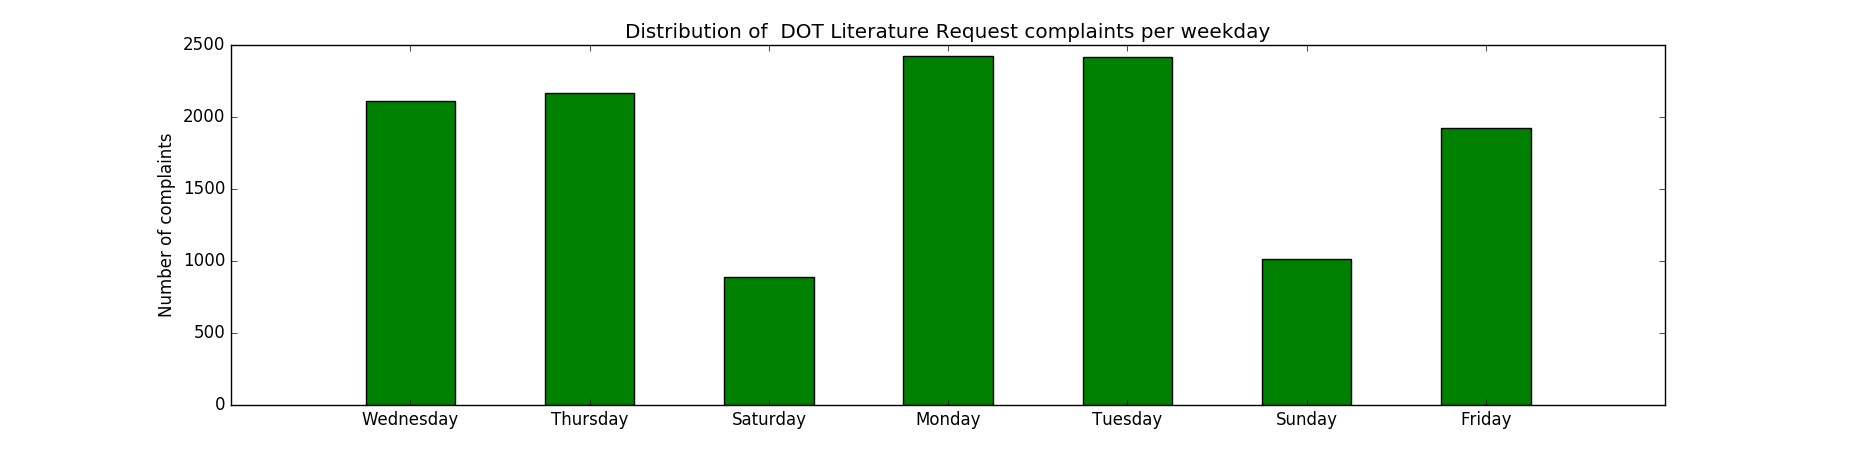 Distribution of  DOT Literature Request complaints per weekday
Number of complaints
2500
2000
1500
1000
500
0
Wednesday Thursday Saturday Monday Tuesday Sunday Friday